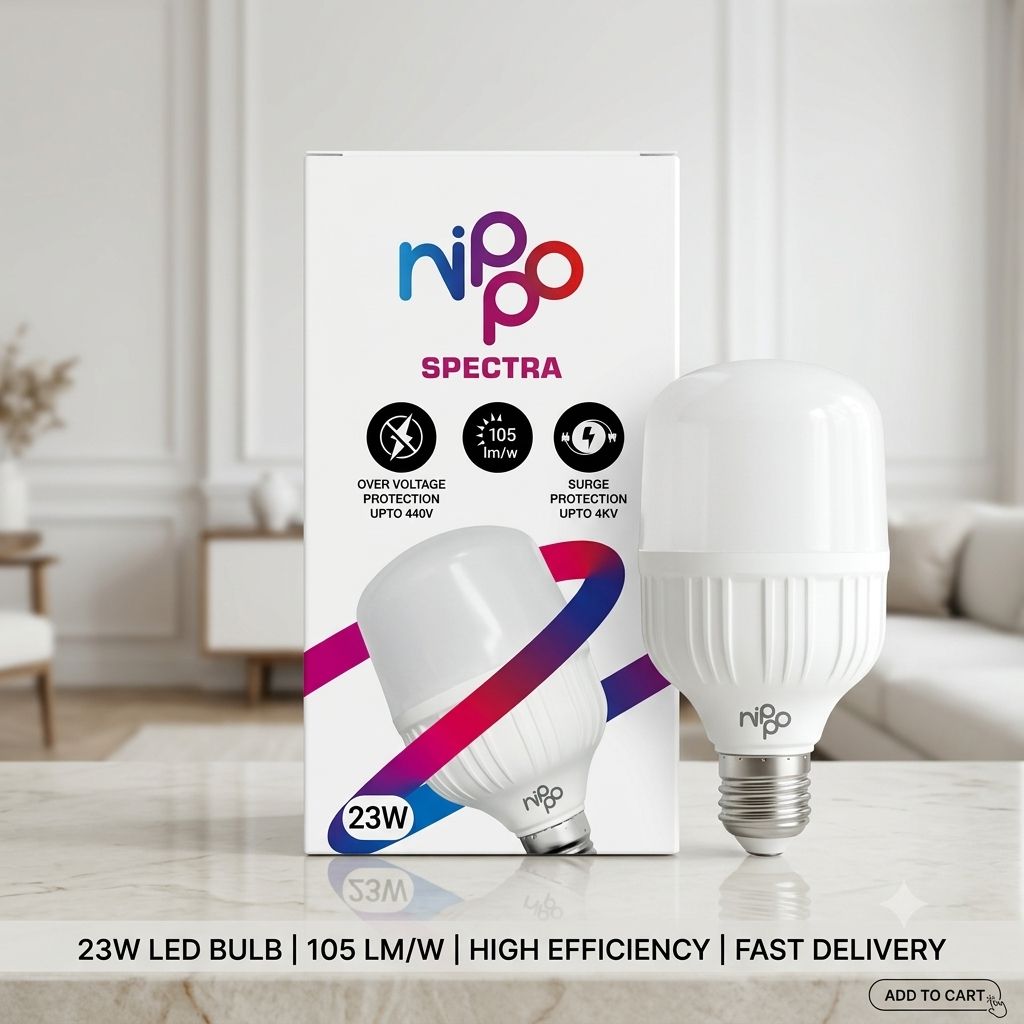 nippo
SPECTRA
105
lm/w
OVER VOLTAGE
PROTECTION
UPTO 440V
SURGE
PROTECTION
UPTO 4KV
nippo
nippo
23W
23W LED BULB | 105 LM/W | HIGH EFFICIENCY | FAST DELIVERY
ADD TO CART